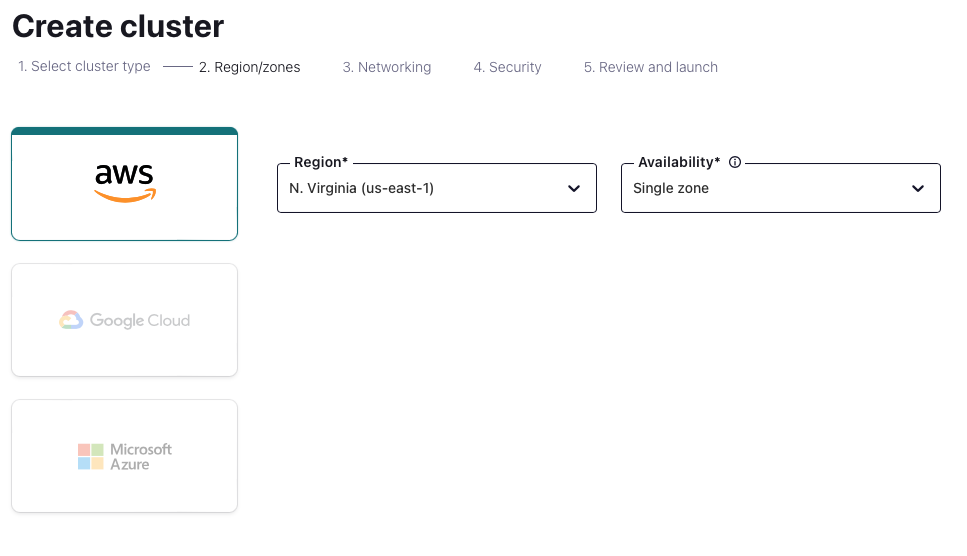 Create cluster
1. Select cluster type 2. Region/zones 3. Networking 4. Security 5. Review and launch
aws
Region*
N. Virginia (us-east-1)
Availability*
Single zone
Google Cloud
Microsoft
Azure